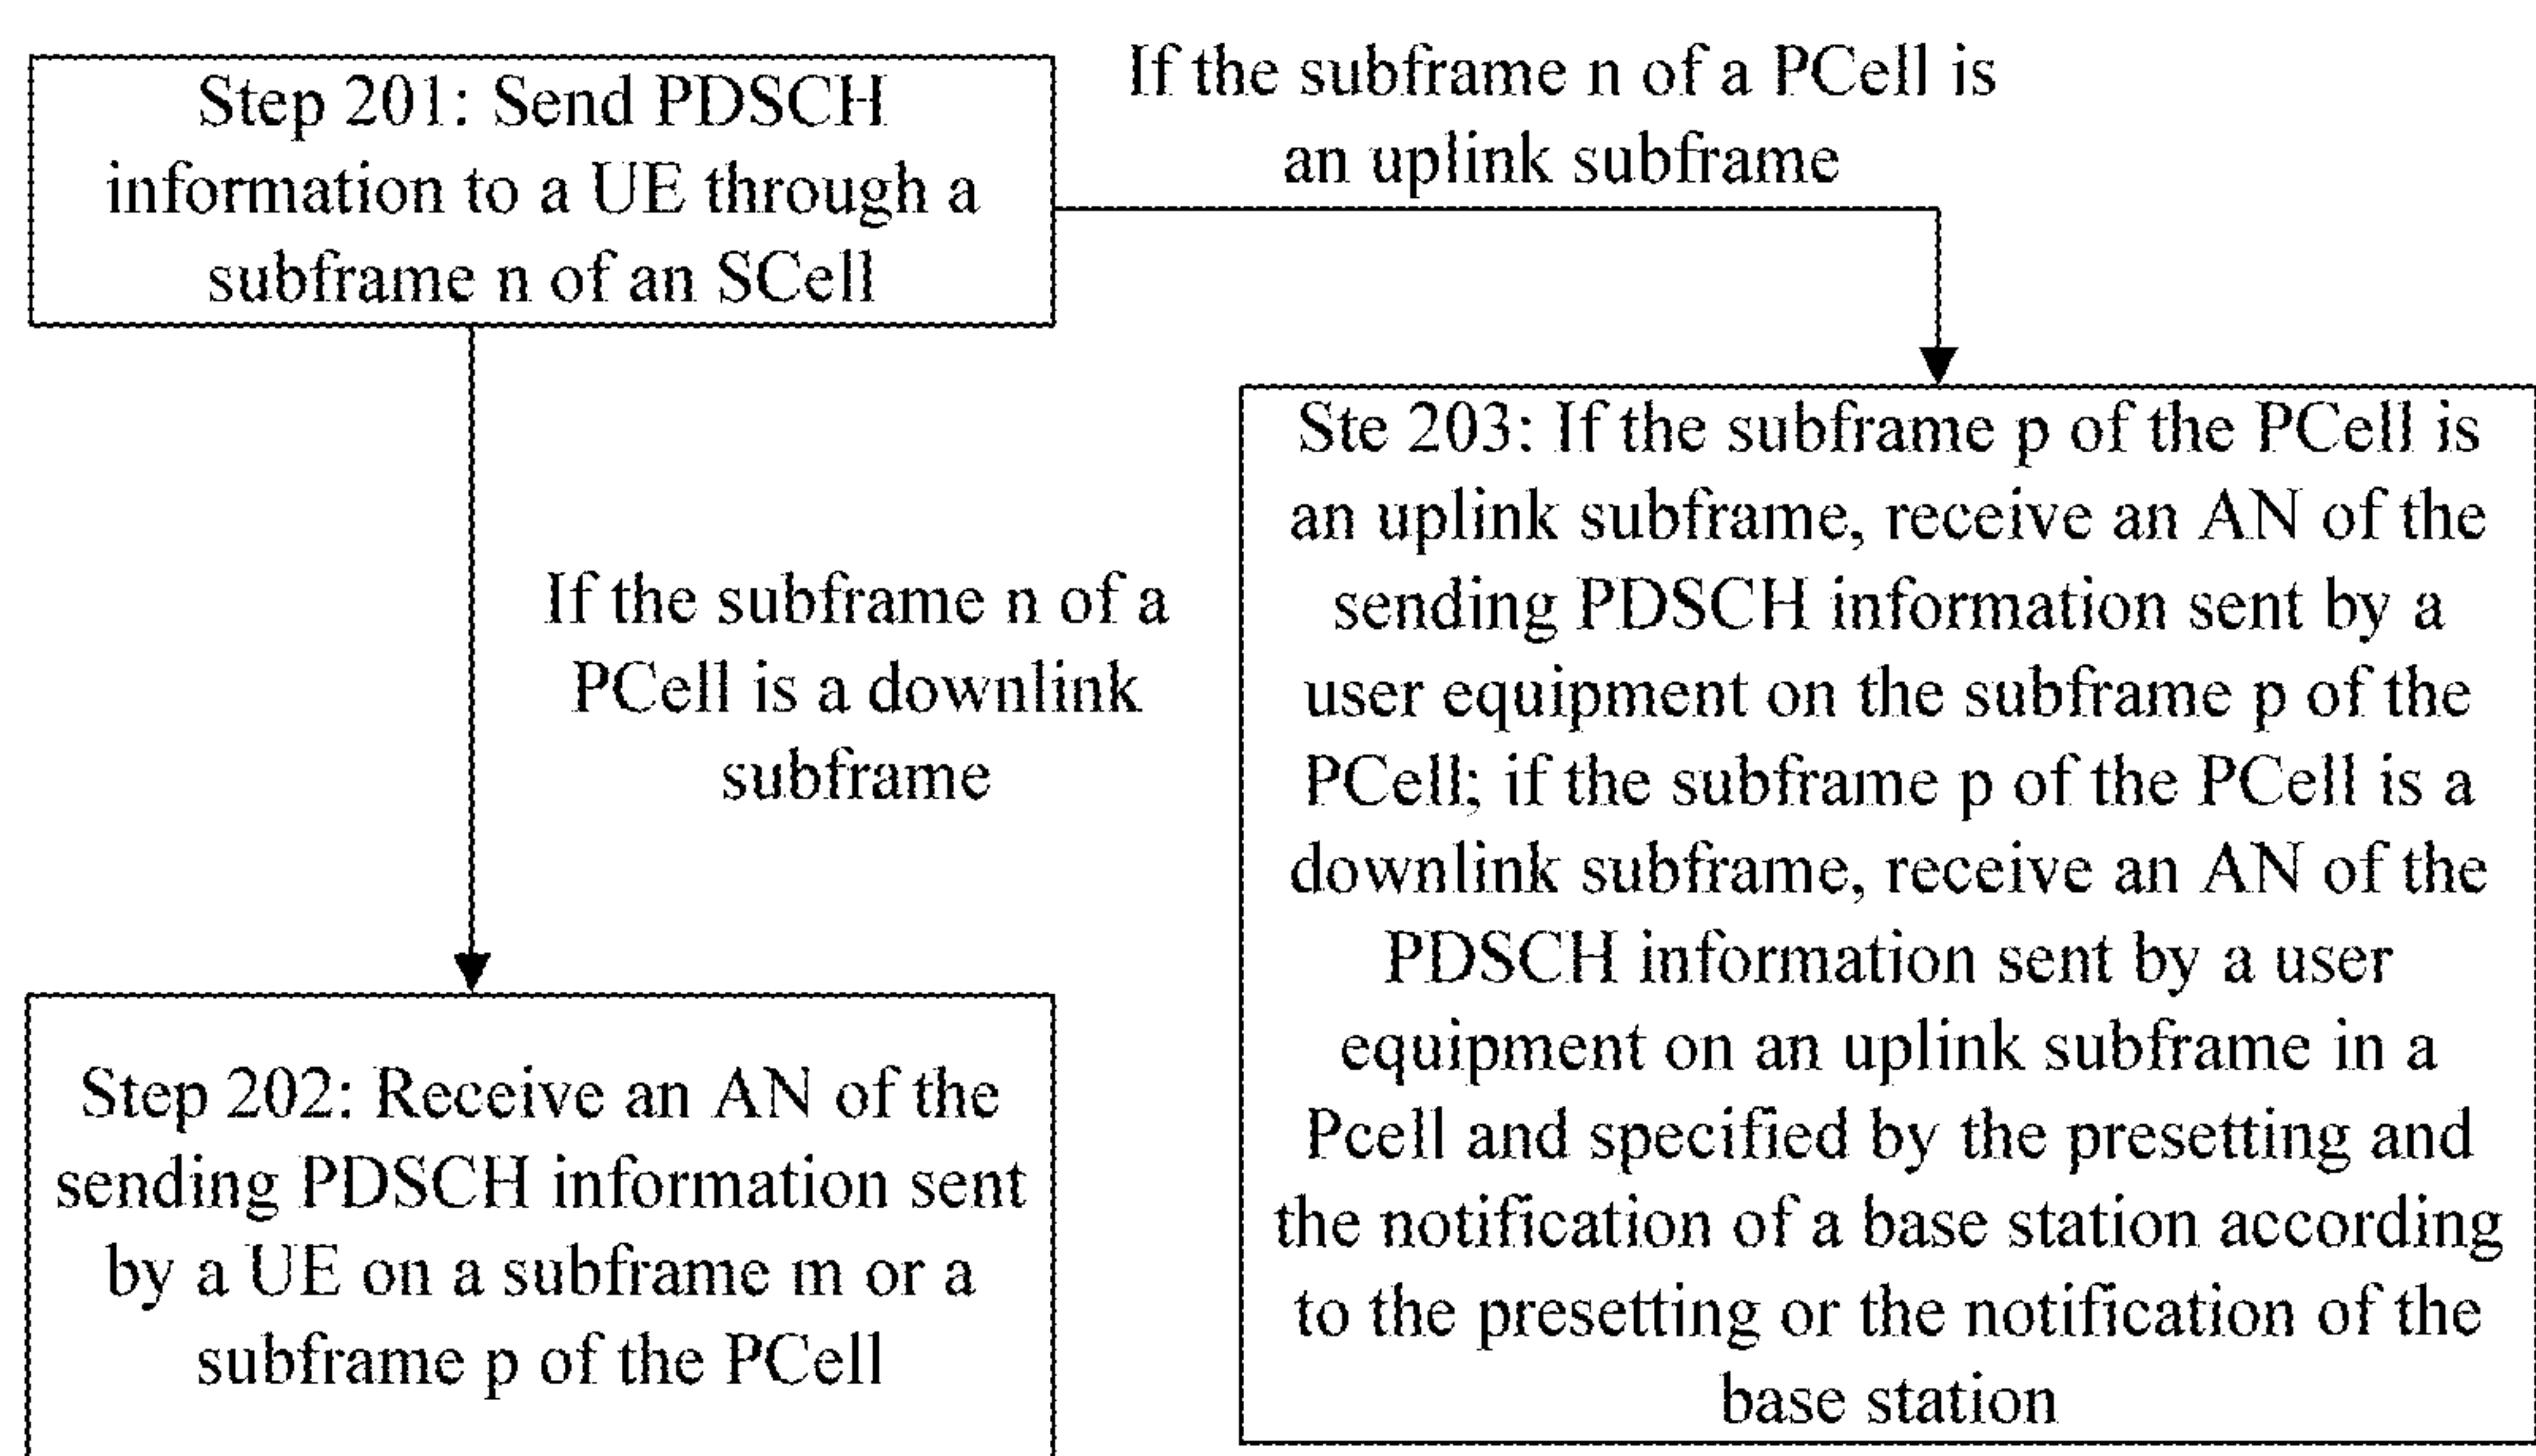 Step 201: Send PDSCH
information to a UE through a
subframe n of an SCell
If the subframe n of a PCell is
an uplink subframe
If the subframe n of a
PCell is a downlink
subframe
Step 202: Receive an AN of the
sending PDSCH information sent
by a UE on a subframe m or a
subframe p of the PCell
Ste 203: If the subframe p of the PCell is
an uplink subframe, receive an AN of the
sending PDSCH information sent by a
user equipment on the subframe p of the
PCell; if the subframe p of the PCell is a
downlink subframe, receive an AN of the
PDSCH information sent by a user
equipment on an uplink subframe in a
Pcell and specified by the presetting and
the notification of a base station according
to the presetting or the notification of the
base station